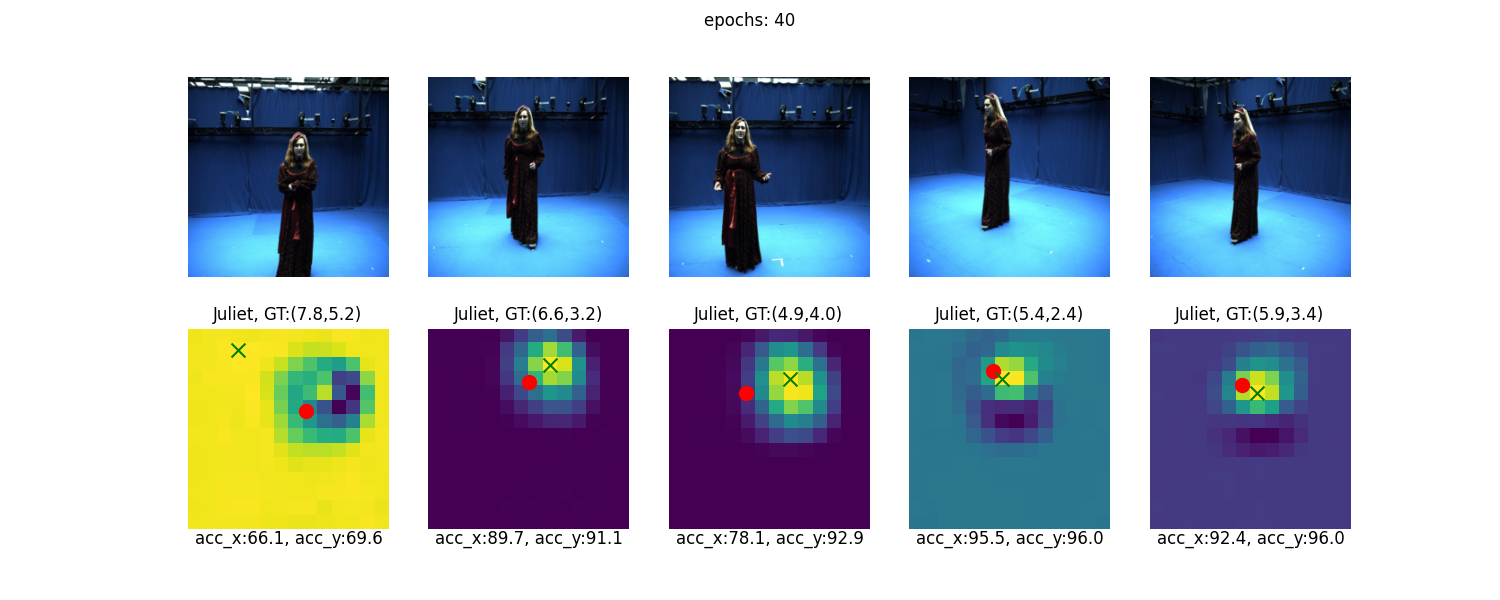 epochs: 40
Juliet, GT:(7.8,5.2)
Juliet, GT:(6.6,3.2)
Juliet, GT:(4.9,4.0)
Juliet, GT:(5.4,2.4)
Juliet, GT:(5.9,3.4)
acc_x:66.1, acc_y:69.6
acc_x:89.7, acc_y:91.1
acc_x:78.1, acc_y:92.9
acc_x:95.5, acc_y:96.0
acc_x:92.4, acc_y:96.0